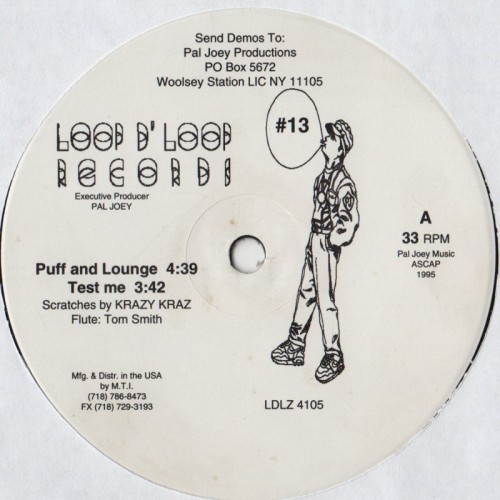 Send Demos To:
Pal Joey Productions
PO Box 5672
Woolsey Station LIC NY 11105
LOOP D' LOOP
RECORDS
Executive Producer
PAL JOEY
#13
A
33 RPM
Pal Joey Music
ASCAP
1995
Puff and Lounge 4:39
Test me 3:42
Scratches by KRAZY KRAZ
Flute: Tom Smith
Mfg. & Distr. in the USA
by M.T.I.
(718) 786-8473
FX (718) 729-3193
LDLZ 4105